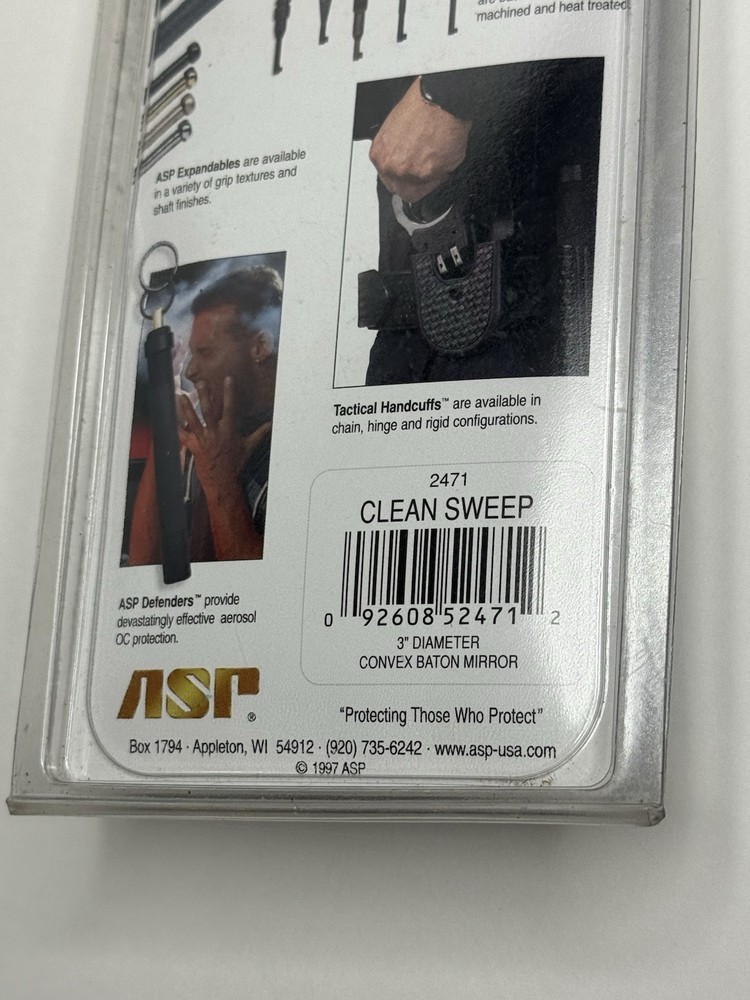 machined and heat treated.
ASP Expandables are available
in a variety of grip textures and
shaft finishes.
Tactical Handcuffs™ are available in
chain, hinge and rigid configurations.
2471
CLEAN SWEEP
0 92608 52471 2
3" DIAMETER
CONVEX BATON MIRROR
ASP Defenders™ provide
devastatingly effective aerosol
OC protection.
ASP®
"Protecting Those Who Protect"
Box 1794 · Appleton, WI 54912 · (920) 735-6242 · www.asp-usa.com
© 1997 ASP